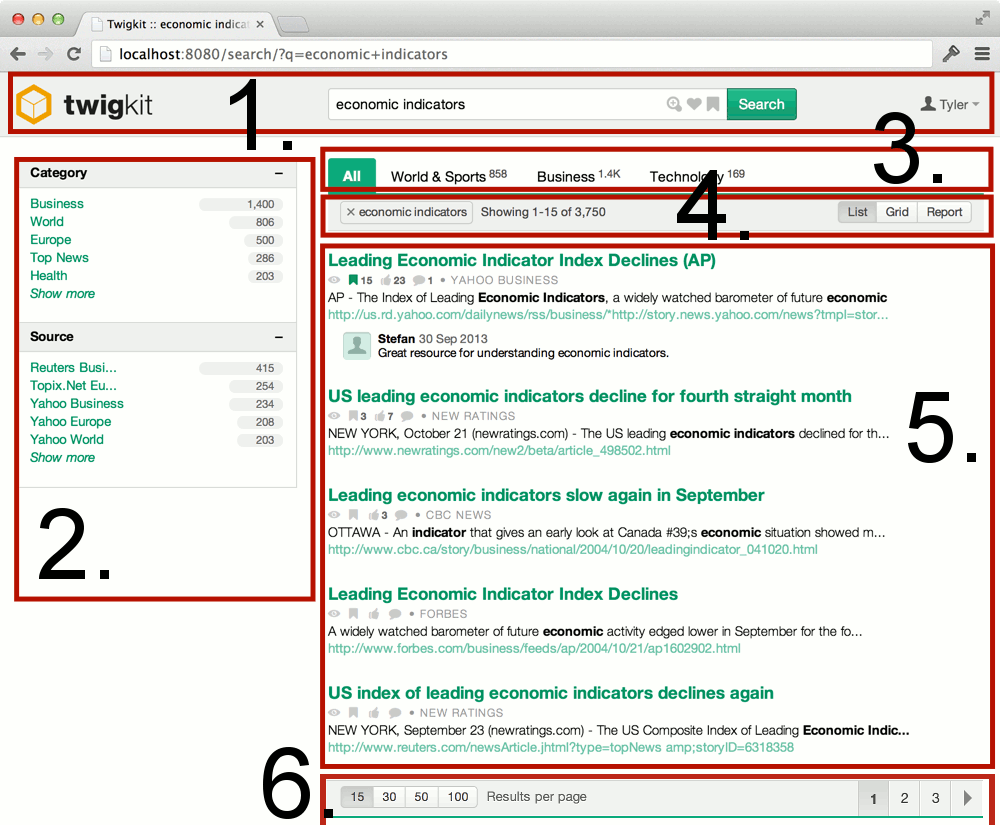 Twigkit :: economic indicat
localhost:8080/search/?q=economic+indicators
1.
twigkit
economic indicators
Search
Tyler
3.
Category
Business 1,400
World 806
Europe 500
Top News 286
Health 203
Show more
Source
Reuters Busi... 415
Topix.Net Eu... 254
Yahoo Business 234
Yahoo Europe 208
Yahoo World 203
Show more
2.
All World & Sports 858 Business 1.4K Technology 169
4.
× economic indicators Showing 1-15 of 3,750 List Grid Report
Leading Economic Indicator Index Declines (AP)
15 23 1 • YAHOO BUSINESS
AP - The Index of Leading Economic Indicators, a widely watched barometer of future economic
http://us.rd.yahoo.com/dailynews/rss/business/*http://story.news.yahoo.com/news?tmpl=stor...
Stefan 30 Sep 2013
Great resource for understanding economic indicators.
US leading economic indicators decline for fourth straight month
3 7 • NEW RATINGS
NEW YORK, October 21 (newratings.com) - The US leading economic indicators declined for th...
http://www.newratings.com/new2/beta/article_498502.html
5.
Leading economic indicators slow again in September
3 • CBC NEWS
OTTAWA - An indicator that gives an early look at Canada #39;s economic situation showed m...
http://www.cbc.ca/story/business/national/2004/10/20/leadingindicator_041020.html
Leading Economic Indicator Index Declines
• FORBES
A widely watched barometer of future economic activity edged lower in September for the fo...
http://www.forbes.com/business/feeds/ap/2004/10/21/ap1602902.html
US index of leading economic indicators declines again
• NEW RATINGS
NEW YORK, September 23 (newratings.com) - The US Composite Index of Leading Economic Indic...
http://www.reuters.com/newsArticle.jhtml?type=topNews amp;storyID=6318358
6.
15 30 50 100 Results per page 1 2 3